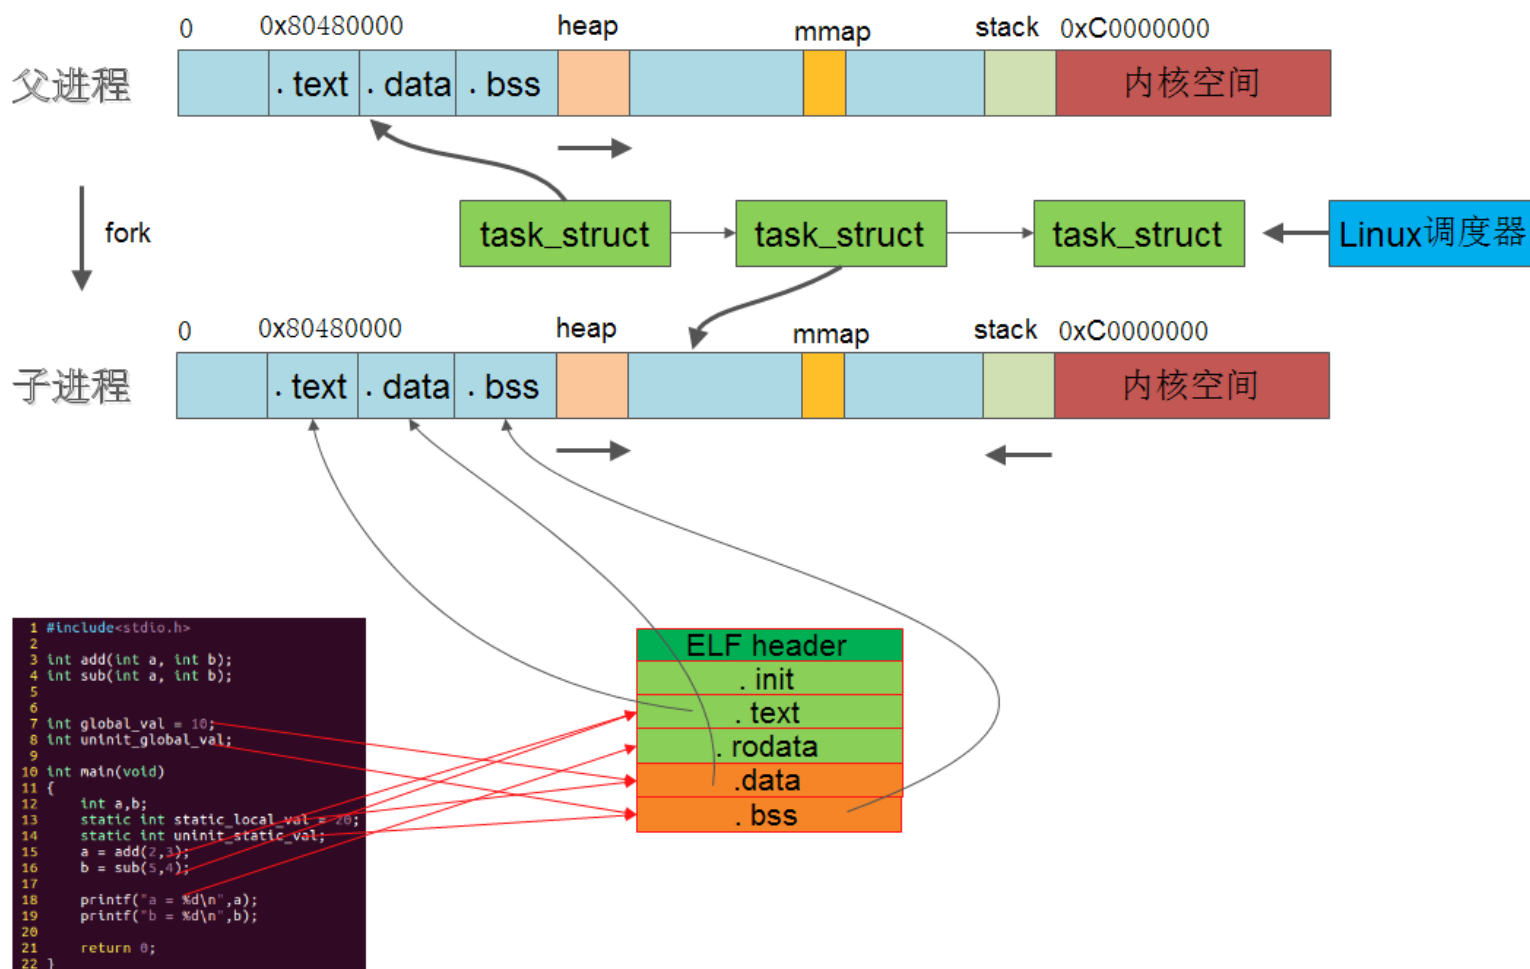 0 0x80480000 heap mmap stack 0xC0000000
父进程 . text . data . bss 内核空间
fork
task_struct task_struct task_struct Linux调度器
0 0x80480000 heap mmap stack 0xC0000000
子进程 . text . data . bss 内核空间
1 #include<stdio.h>
2
3 int add(int a, int b);
4 int sub(int a, int b);
5
6
7 int global_val = 10;
8 int uninit_global_val;
9
10 int main(void)
11 {
12 int a,b;
13 static int static_local_val = 20;
14 static int uninit_static_val;
15 a = add(2,3);
16 b = sub(5,4);
17
18 printf("a = %d\n",a);
19 printf("b = %d\n",b);
20
21 return 0;
22 }
ELF header
. init
. text
. rodata
.data
. bss